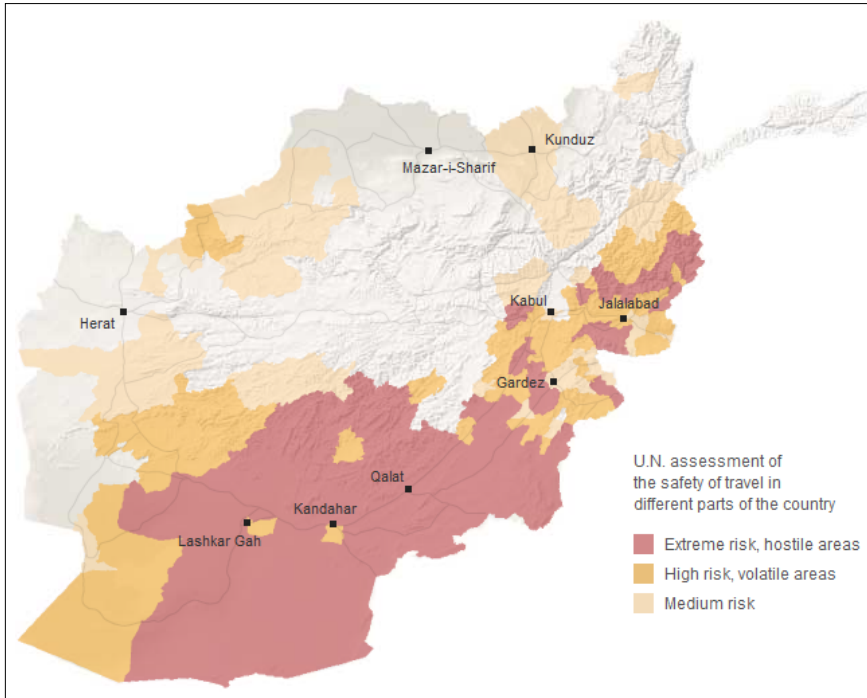 Kunduz
Mazar-i-Sharif
Kabul
Jalalabad
Herat
Gardez
Qalat
Kandahar
Lashkar Gah
U.N. assessment of
the safety of travel in
different parts of the country
Extreme risk, hostile areas
High risk, volatile areas
Medium risk